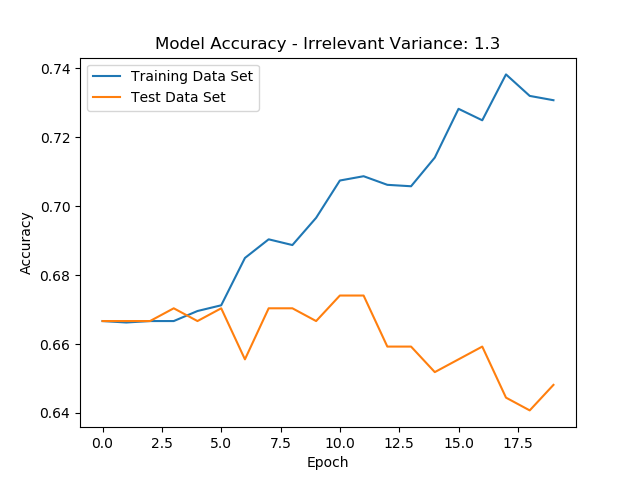 Model Accuracy - Irrelevant Variance: 1.3
Training Data Set
Test Data Set
0.74
0.72
0.70
0.68
0.66
0.64
Accuracy
0.0 2.5 5.0 7.5 10.0 12.5 15.0 17.5
Epoch